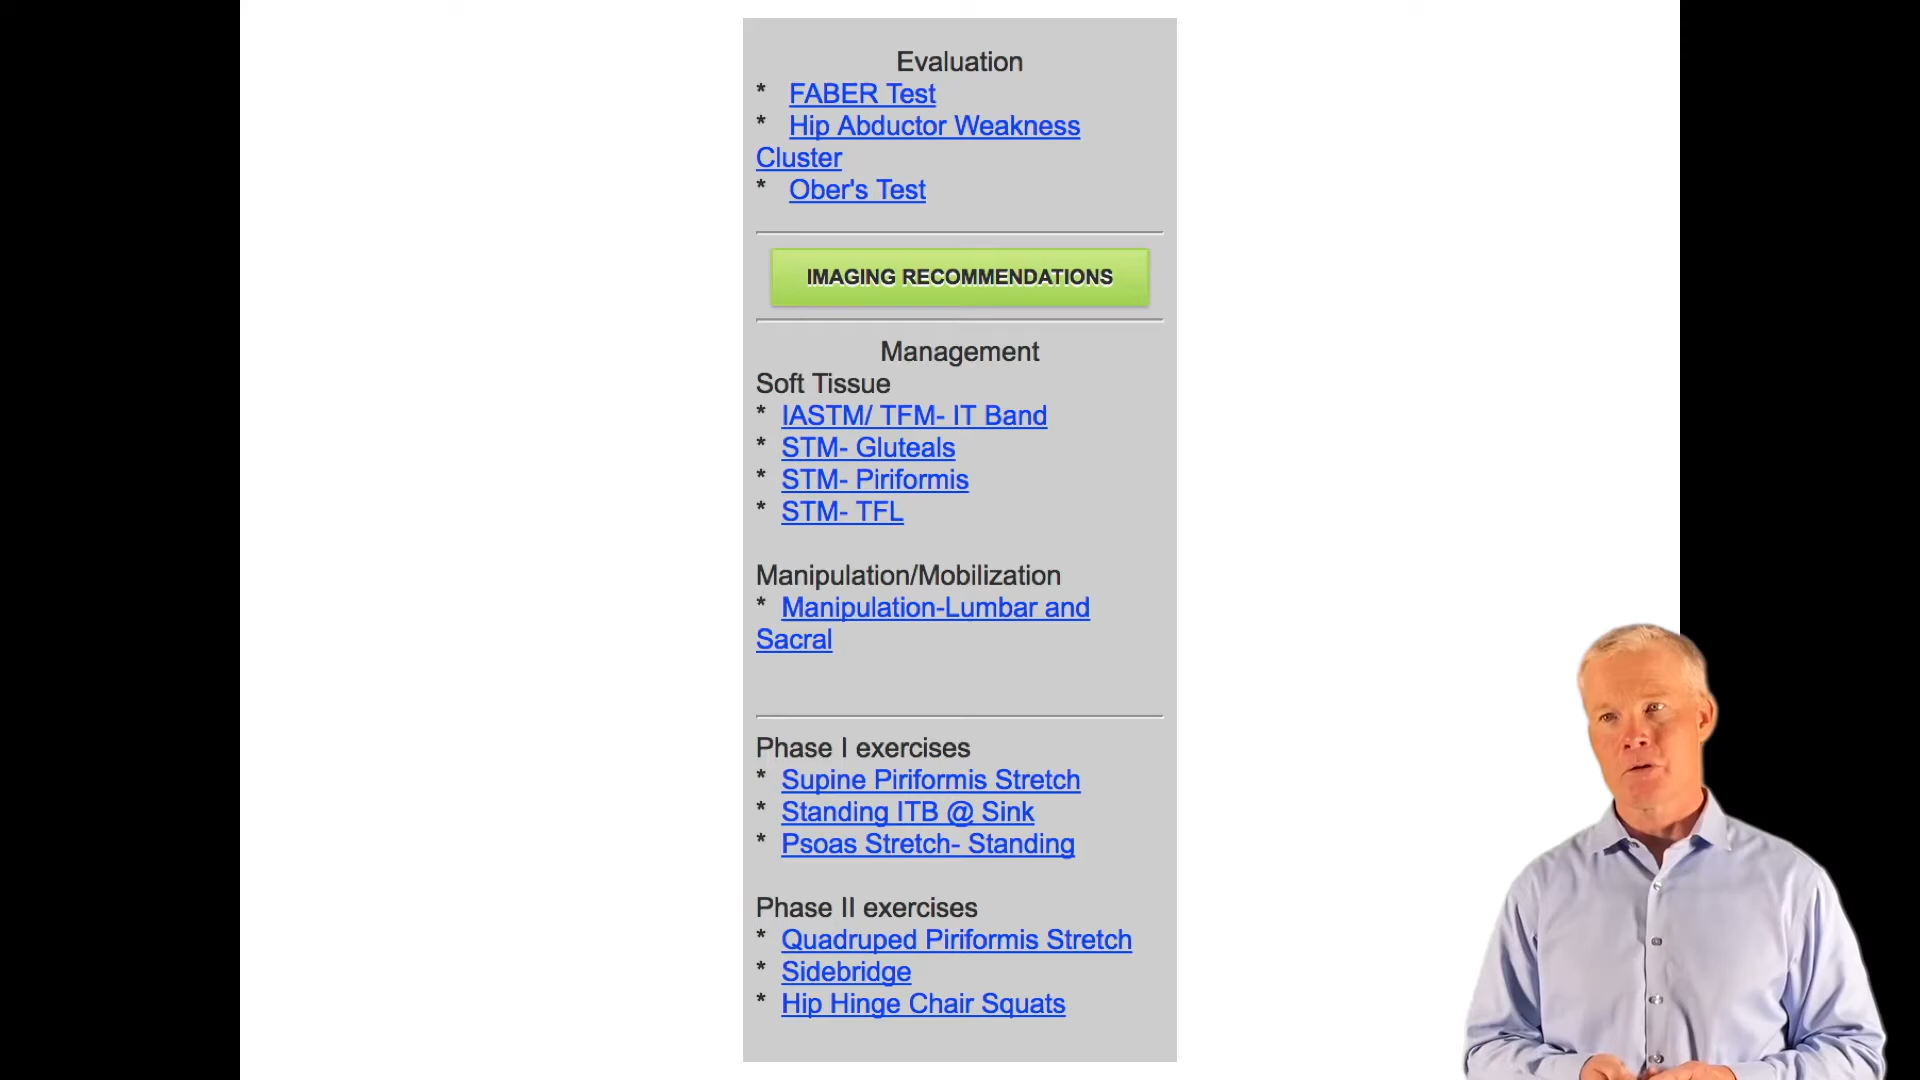 Evaluation
* FABER Test
* Hip Abductor Weakness
Cluster
* Ober's Test
IMAGING RECOMMENDATIONS
Management
Soft Tissue
* IASTM/ TFM- IT Band
* STM- Gluteals
* STM- Piriformis
* STM- TFL
Manipulation/Mobilization
* Manipulation-Lumbar and
Sacral
Phase I exercises
* Supine Piriformis Stretch
* Standing ITB @ Sink
* Psoas Stretch- Standing
Phase II exercises
* Quadruped Piriformis Stretch
* Sidebridge
* Hip Hinge Chair Squats